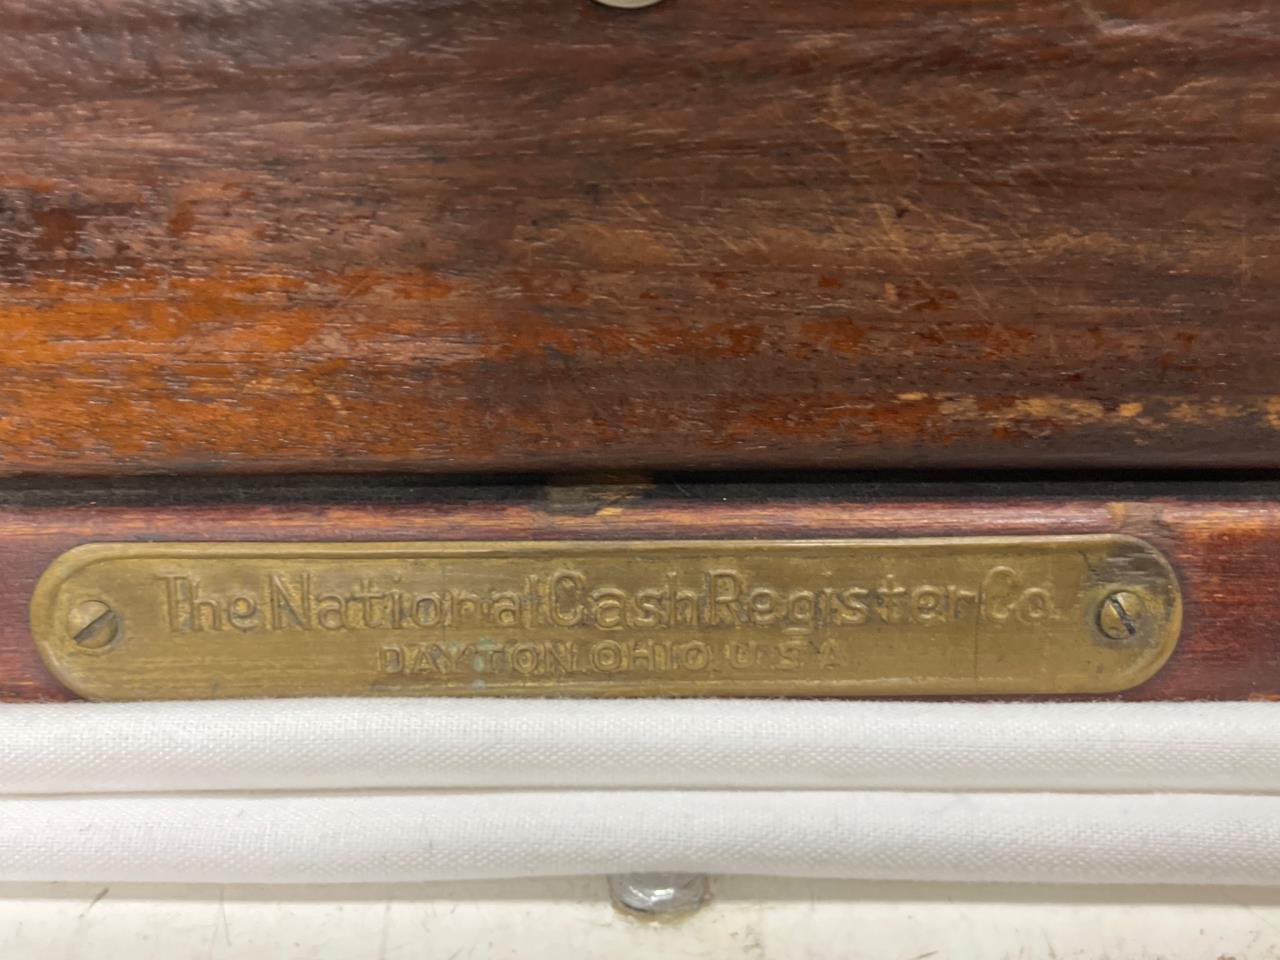 The National Cash Register Co.
DAYTON, OHIO, U.S.A.